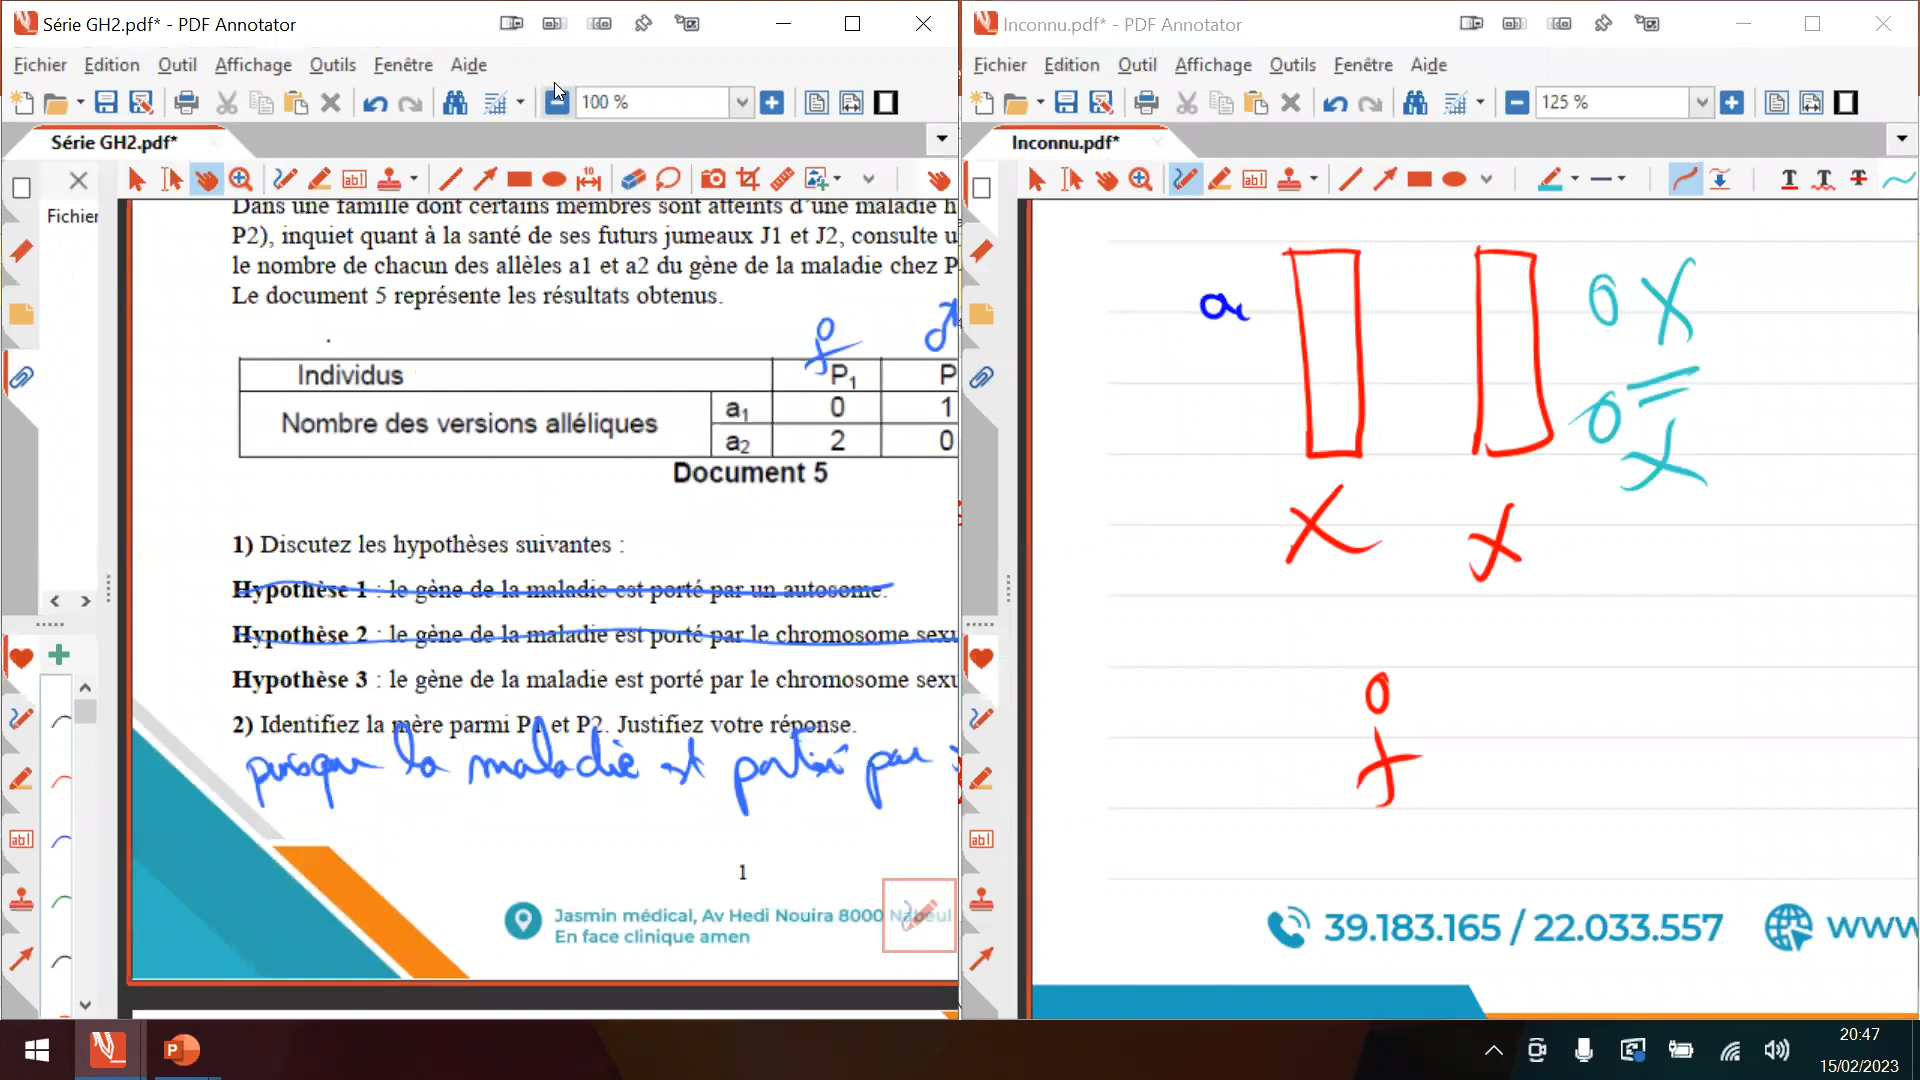 Série GH2.pdf* - PDF Annotator
Fichier Edition Outil Affichage Outils Fenêtre Aide
100 %
Série GH2.pdf*
Fichier
Dans une famille dont certains membres sont atteints d'une maladie h
P2), inquiet quant à la santé de ses futurs jumeaux J1 et J2, consulte u
le nombre de chacun des allèles a1 et a2 du gène de la maladie chez P
Le document 5 représente les résultats obtenus.
♀ ♂
Individus P1 P
Nombre des versions alléliques a1 0 1
a2 2 0
Document 5
1) Discutez les hypothèses suivantes :
Hypothèse 1 : le gène de la maladie est porté par un autosome.
Hypothèse 2 : le gène de la maladie est porté par le chromosome sexu
Hypothèse 3 : le gène de la maladie est porté par le chromosome sexu
2) Identifiez la mère parmi P1 et P2. Justifiez votre réponse.
puisque la maladie est portée par
1
Jasmin médical, Av Hedi Nouira 8000 Nabeul
En face clinique amen
Inconnu.pdf* - PDF Annotator
Fichier Edition Outil Affichage Outils Fenêtre Aide
125 %
Inconnu.pdf*
X X
♀
39.183.165 / 22.033.557 www
20:47
15/02/2023